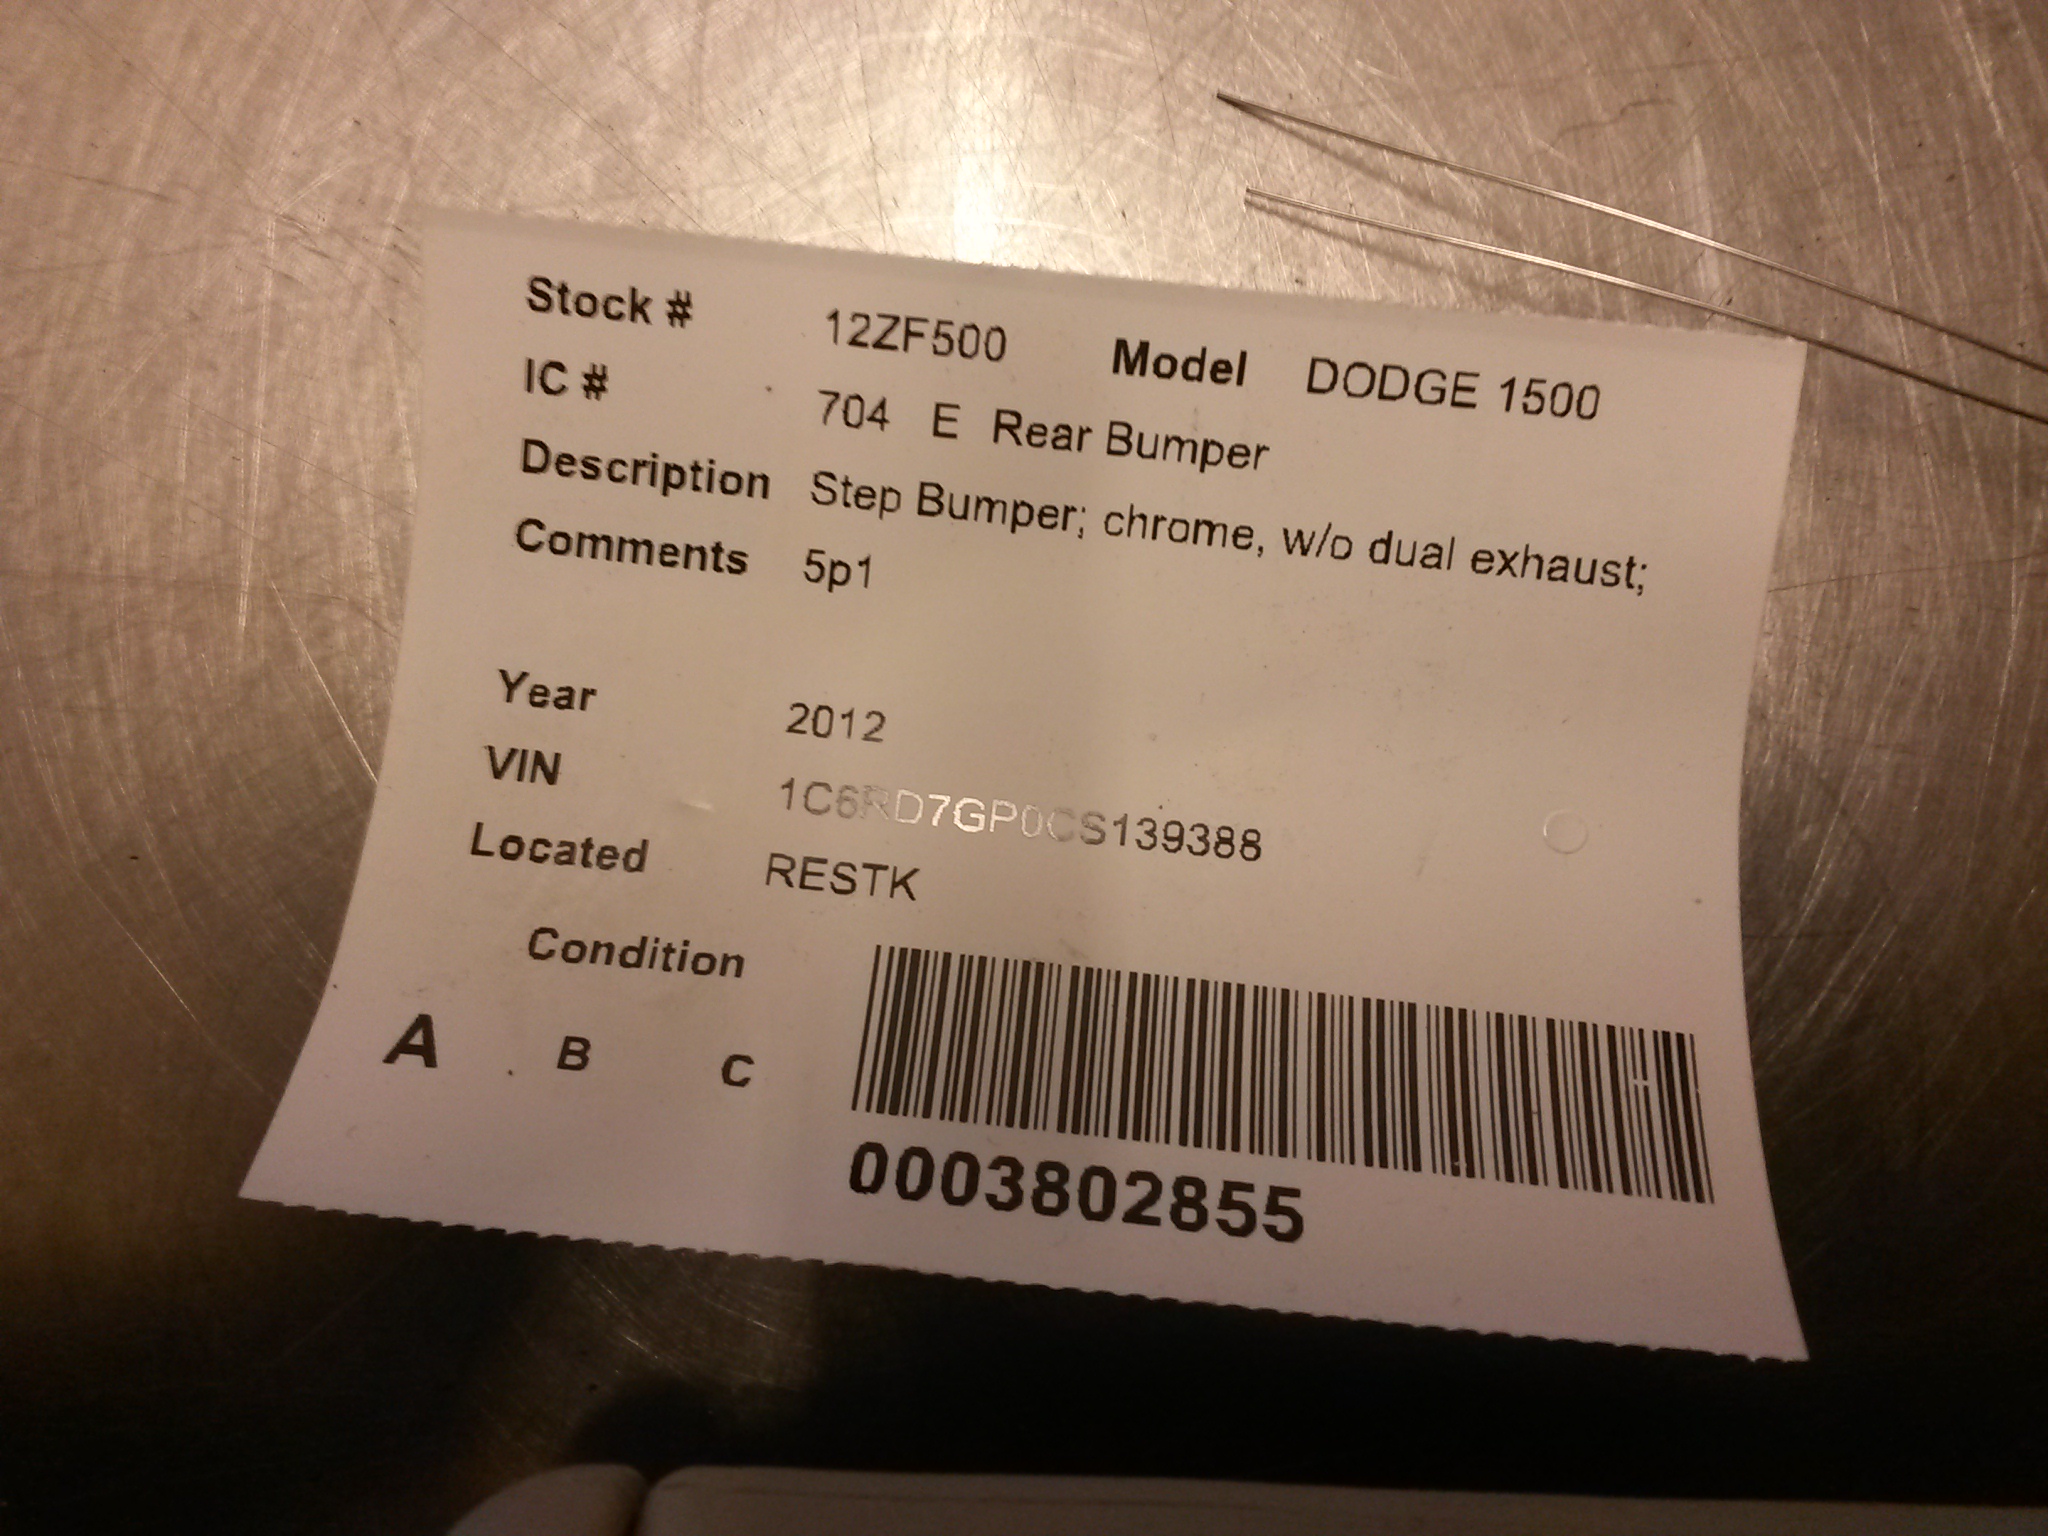 Stock # 12ZF500 Model DODGE 1500
IC # 704 E Rear Bumper
Description Step Bumper; chrome, w/o dual exhaust;
Comments 5p1
Year 2012
VIN 1C6RD7GP0CS139388
Located RESTK
Condition
A B C
0003802855